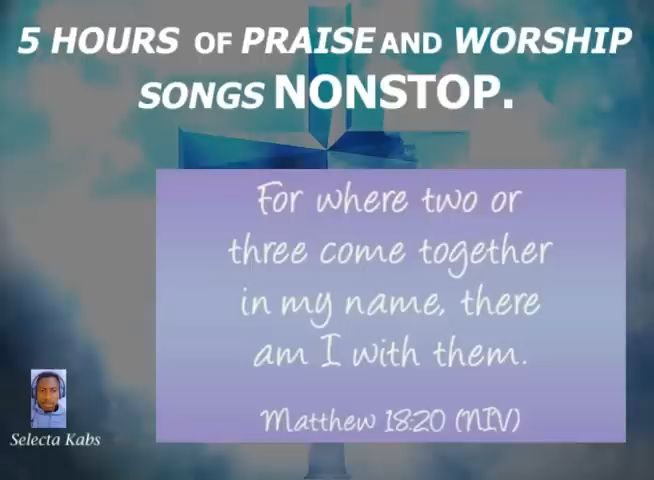 5 HOURS OF PRAISE AND WORSHIP
SONGS NONSTOP.
For where two or
three come together
in my name, there
am I with them.
Matthew 18:20 (NIV)
Selecta Kabs